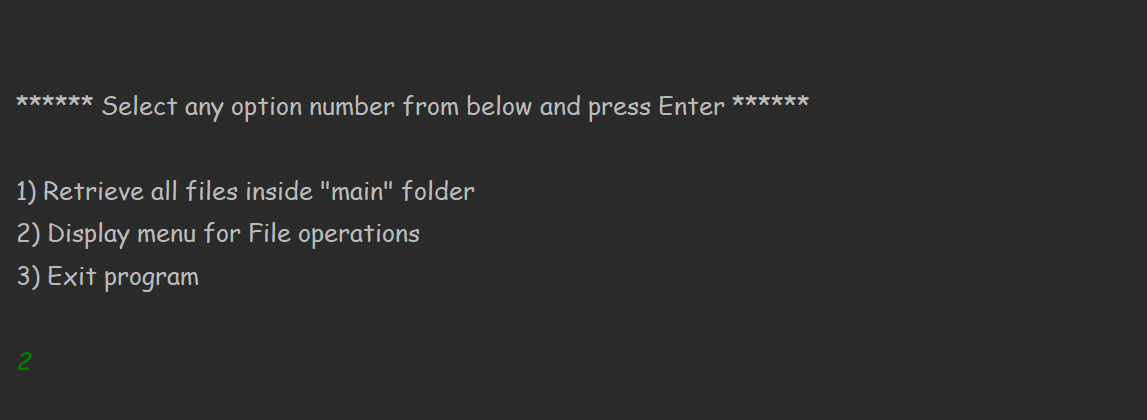 ****** Select any option number from below and press Enter ******
1) Retrieve all files inside "main" folder
2) Display menu for File operations
3) Exit program
2